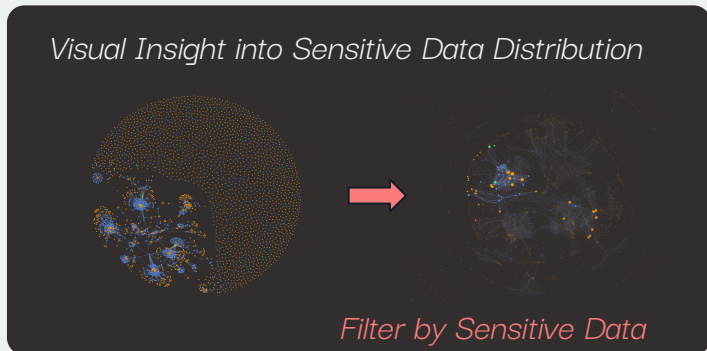 Visual Insight into Sensitive Data Distribution
Filter by Sensitive Data